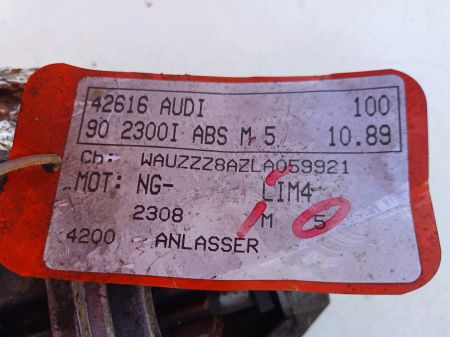 42616 AUDI 100
90 2300I ABS M 5 10.89
Ch: WAUZZZ8AZLA059921
MOT: NG- LIM4
2308 M 5
4200 - ANLASSER